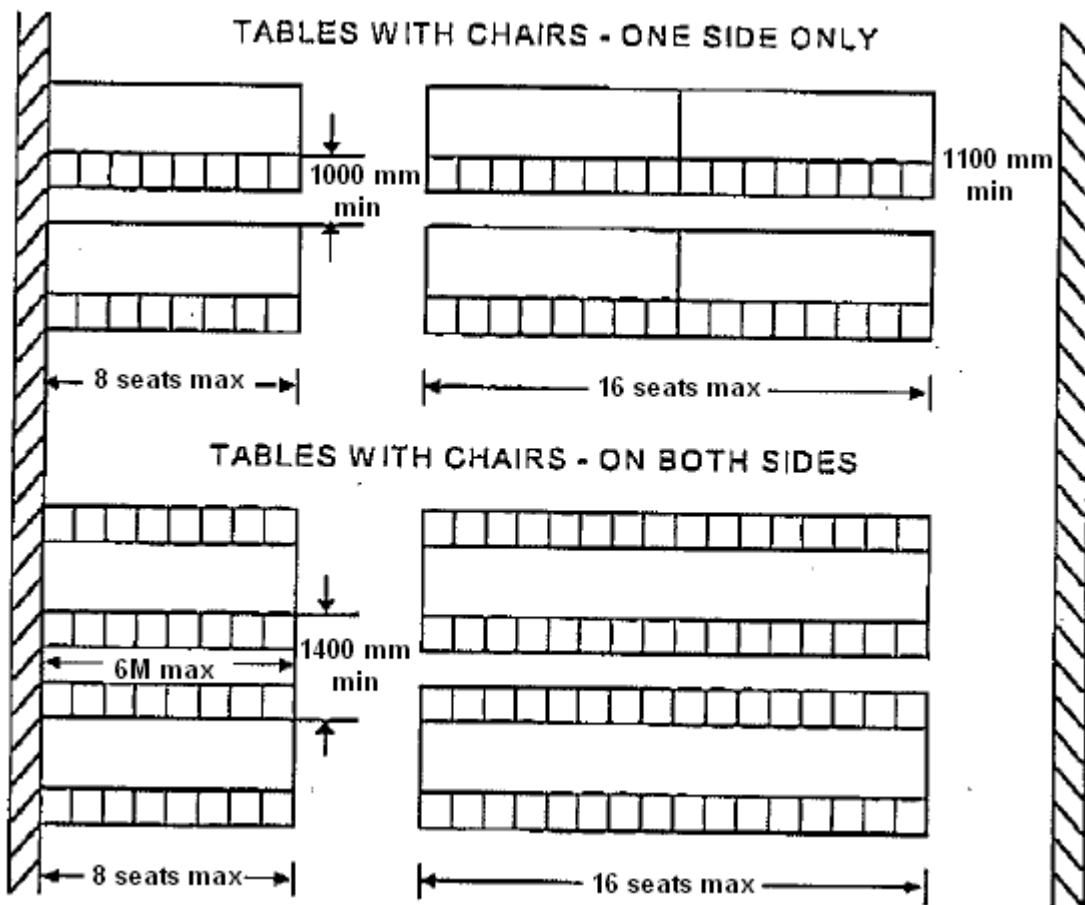 TABLES WITH CHAIRS - ONE SIDE ONLY
1000 mm
min
1100 mm
min
8 seats max
16 seats max
TABLES WITH CHAIRS - ON BOTH SIDES
6M max
1400 mm
min
8 seats max
16 seats max